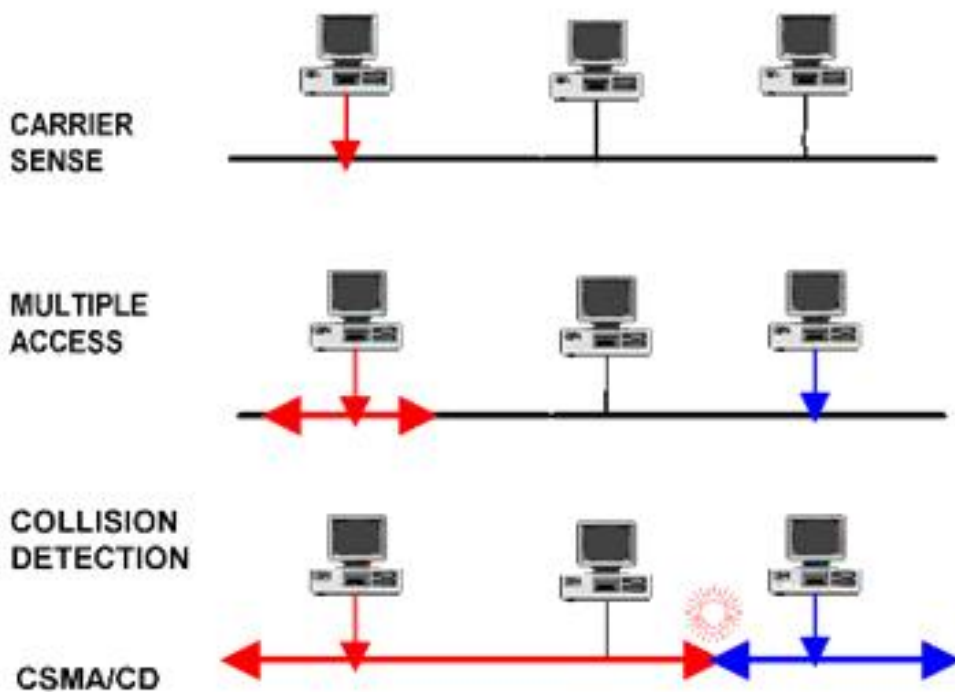 CARRIER
SENSE
MULTIPLE
ACCESS
COLLISION
DETECTION
CSMA/CD